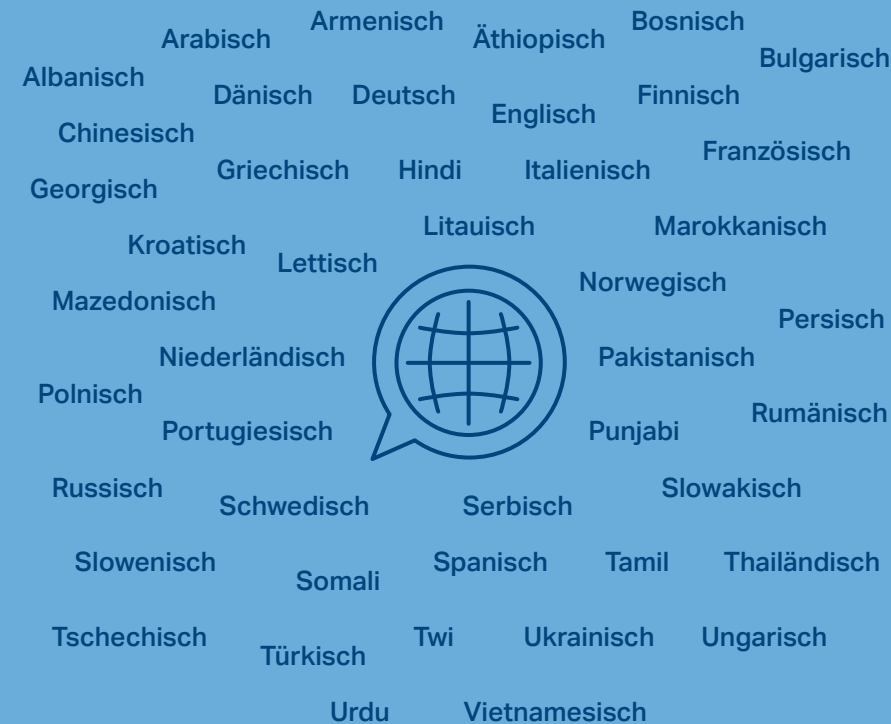 Armenisch
Bosnisch
Arabisch
Äthiopisch
Bulgarisch
Albanisch
Dänisch
Deutsch
Finnisch
Englisch
Chinesisch
Französisch
Griechisch
Hindi
Italienisch
Georgisch
Litauisch
Marokkanisch
Kroatisch
Lettisch
Norwegisch
Mazedonisch
Persisch
Niederländisch
Pakistanisch
Polnisch
Rumänisch
Portugiesisch
Punjabi
Russisch
Slowakisch
Schwedisch
Serbisch
Slowenisch
Spanisch
Tamil
Thailändisch
Somali
Tschechisch
Twi
Ukrainisch
Ungarisch
Türkisch
Urdu
Vietnamesisch